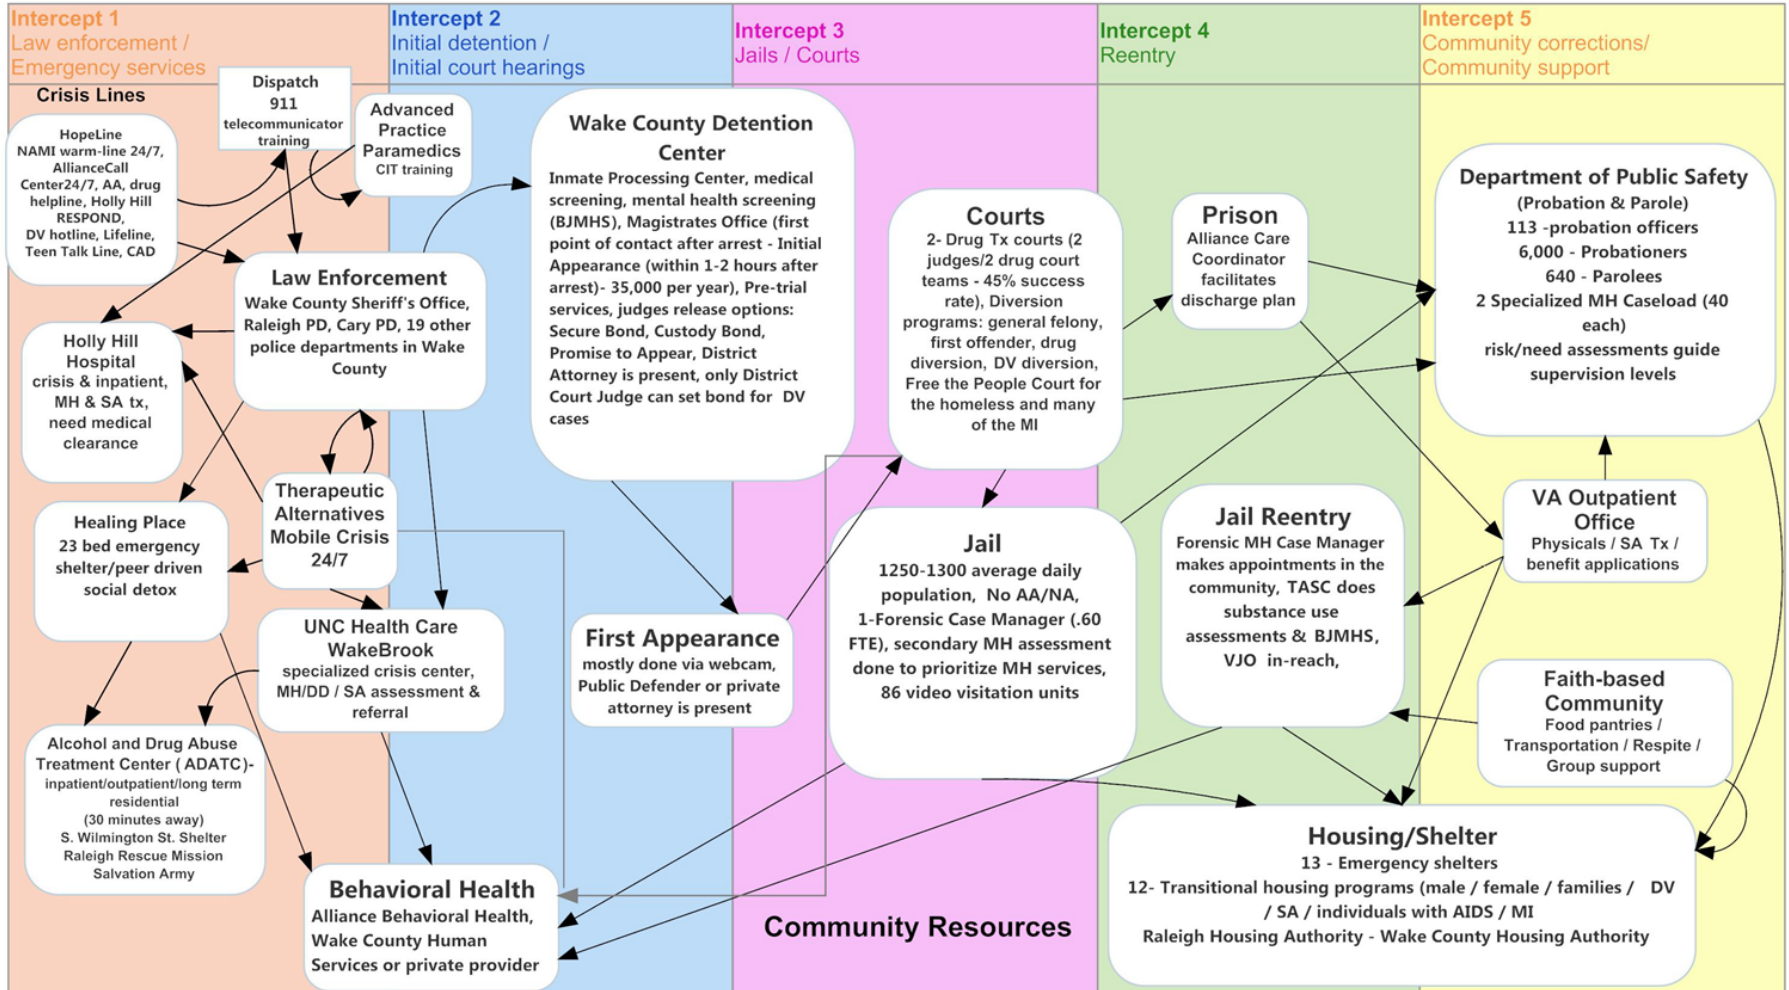 Intercept 1
Law enforcement /
Emergency services
Intercept 2
Initial detention /
Initial court hearings
Intercept 3
Jails / Courts
Intercept 4
Reentry
Intercept 5
Community corrections/
Community support
Crisis Lines
HopeLine
NAMI warm-line 24/7,
AllianceCall
Center24/7, AA, drug
helpline, Holly Hill
RESPOND,
DV hotline, Lifeline,
Teen Talk Line, CAD
Dispatch
911
telecommunicator
training
Advanced
Practice
Paramedics
CIT training
Law Enforcement
Wake County Sheriff's Office,
Raleigh PD, Cary PD, 19 other
police departments in Wake
County
Holly Hill
Hospital
crisis & inpatient,
MH & SA tx,
need medical
clearance
Healing Place
23 bed emergency
shelter/peer driven
social detox
Therapeutic
Alternatives
Mobile Crisis
24/7
UNC Health Care
WakeBrook
specialized crisis center,
MH/DD / SA assessment &
referral
Alcohol and Drug Abuse
Treatment Center ( ADATC)-
inpatient/outpatient/long term
residential
(30 minutes away)
S. Wilmington St. Shelter
Raleigh Rescue Mission
Salvation Army
Behavioral Health
Alliance Behavioral Health,
Wake County Human
Services or private provider
Wake County Detention
Center
Inmate Processing Center, medical
screening, mental health screening
(BJMHS), Magistrates Office (first
point of contact after arrest - Initial
Appearance (within 1-2 hours after
arrest)- 35,000 per year), Pre-trial
services, judges release options:
Secure Bond, Custody Bond,
Promise to Appear, District
Attorney is present, only District
Court Judge can set bond for DV
cases
First Appearance
mostly done via webcam,
Public Defender or private
attorney is present
Courts
2- Drug Tx courts (2
judges/2 drug court
teams - 45% success
rate), Diversion
programs: general felony,
first offender, drug
diversion, DV diversion,
Free the People Court for
the homeless and many
of the MI
Jail
1250-1300 average daily
population, No AA/NA,
1-Forensic Case Manager (.60
FTE), secondary MH assessment
done to prioritize MH services,
86 video visitation units
Community Resources
Prison
Alliance Care
Coordinator
facilitates
discharge plan
Jail Reentry
Forensic MH Case Manager
makes appointments in the
community, TASC does
substance use
assessments & BJMHS,
VJO in-reach,
Department of Public Safety
(Probation & Parole)
113 -probation officers
6,000 - Probationers
640 - Parolees
2 Specialized MH Caseload (40
each)
risk/need assessments guide
supervision levels
VA Outpatient
Office
Physicals / SA Tx /
benefit applications
Faith-based
Community
Food pantries /
Transportation / Respite /
Group support
Housing/Shelter
13 - Emergency shelters
12- Transitional housing programs (male / female / families / DV
/ SA / individuals with AIDS / MI
Raleigh Housing Authority - Wake County Housing Authority